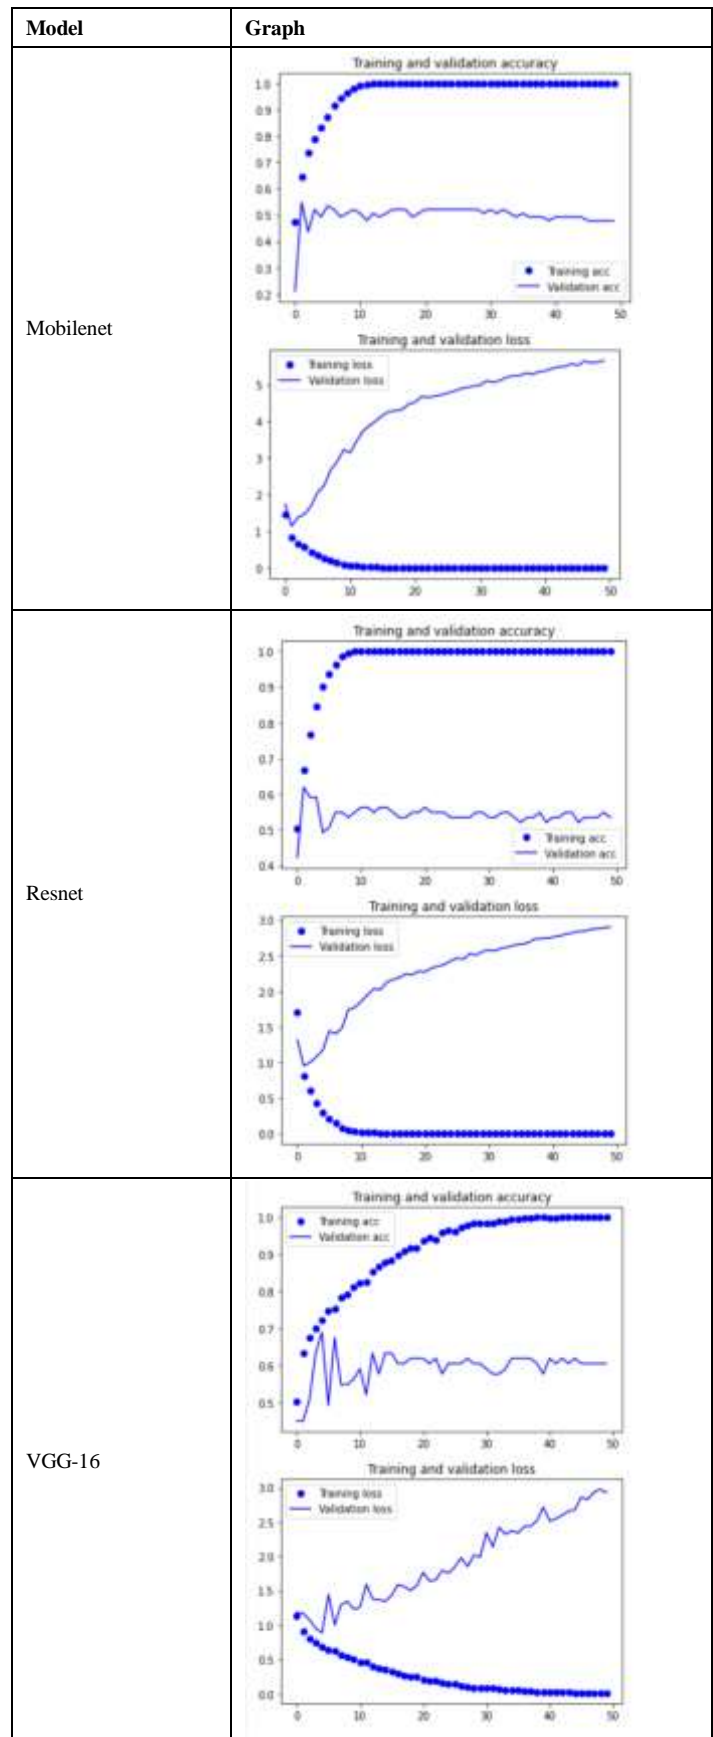 Model Graph
Mobilenet
Training and validation accuracy
1.0
0.9
0.8
0.7
0.6
0.5
0.4
0.3
0.2
Training acc
Validation acc
0 10 20 30 40 50
Training and validation loss
Training loss
Validation loss
5
4
3
2
1
0
0 10 20 30 40 50
Resnet
Training and validation accuracy
1.0
0.9
0.8
0.7
0.6
0.5
0.4
Training acc
Validation acc
0 10 20 30 40 50
Training and validation loss
3.0
2.5
2.0
1.5
1.0
0.5
0.0
Training loss
Validation loss
0 10 20 30 40 50
VGG-16
Training and validation accuracy
Training acc
Validation acc
1.0
0.9
0.8
0.7
0.6
0.5
0 10 20 30 40 50
Training and validation loss
Training loss
Validation loss
3.0
2.5
2.0
1.5
1.0
0.5
0.0
0 10 20 30 40 50